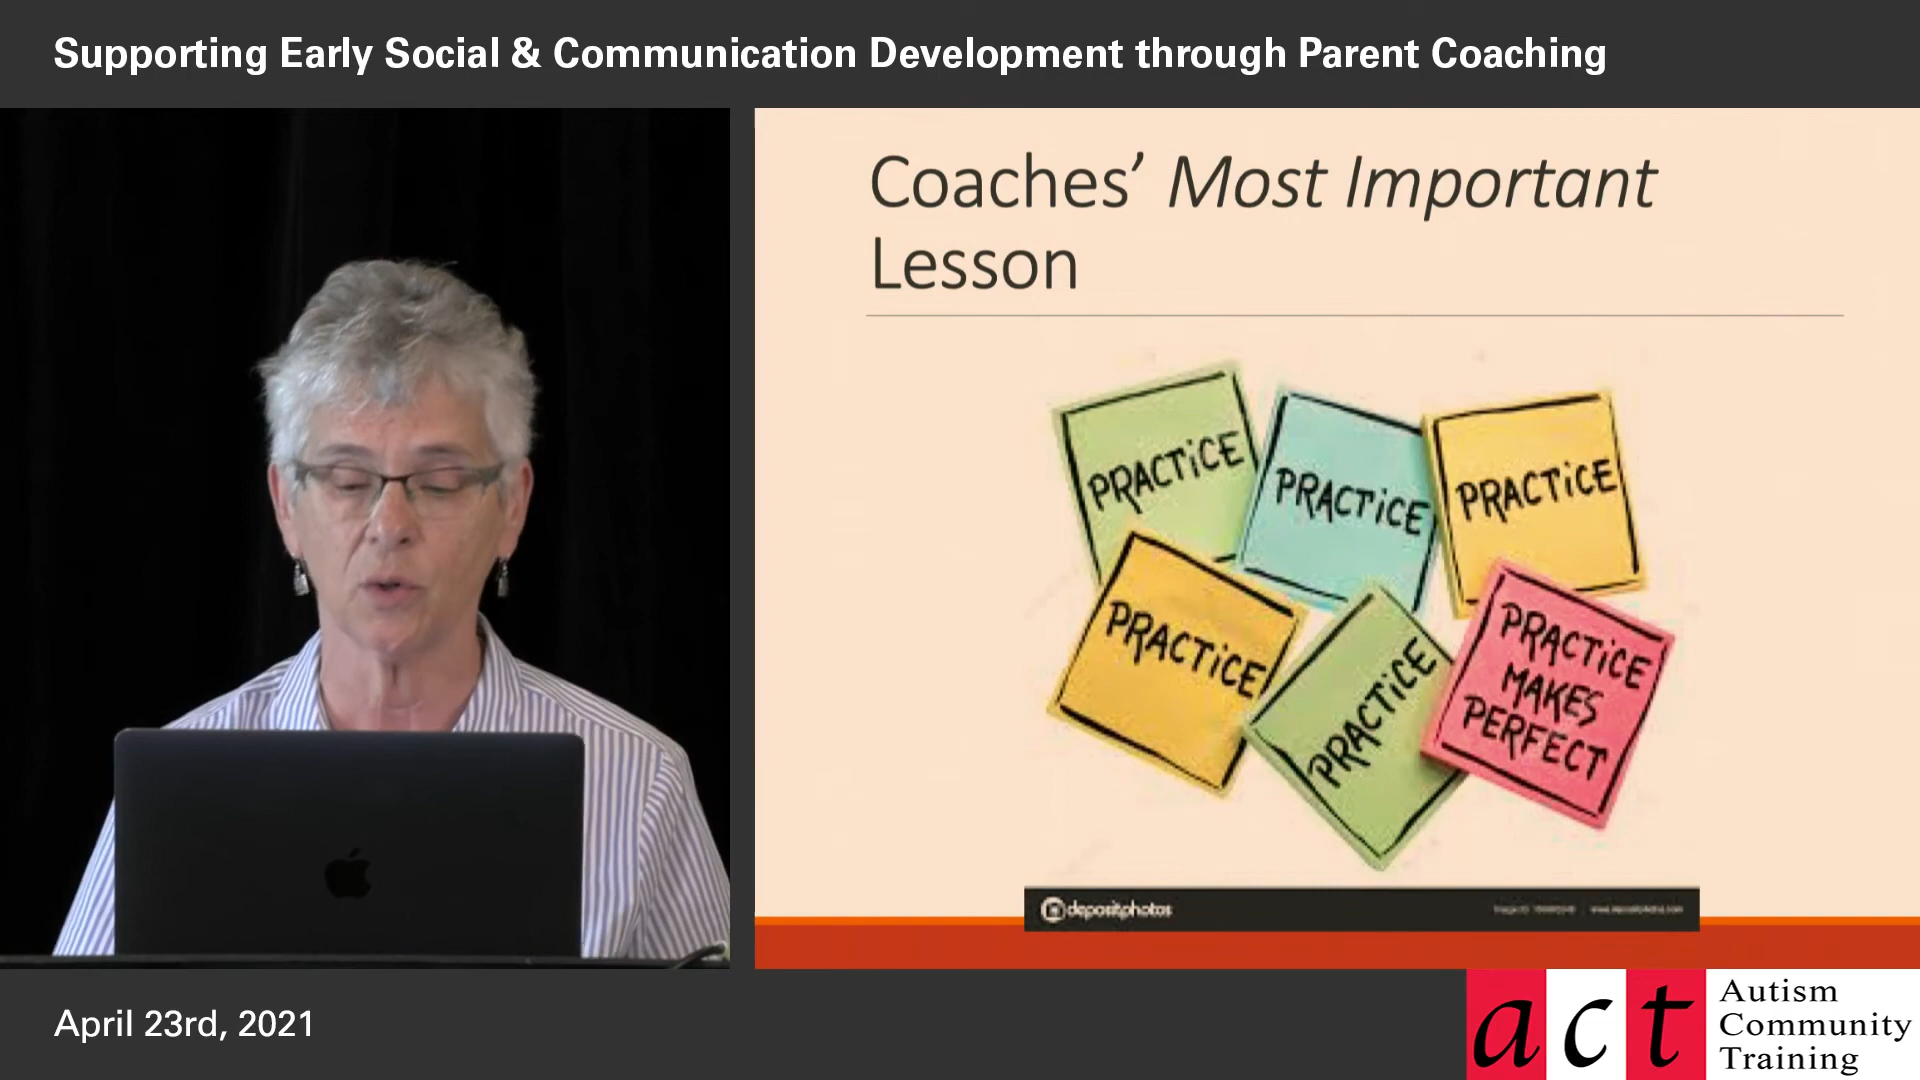 Supporting Early Social & Communication Development through Parent Coaching
Coaches’ Most Important
Lesson
PRACTiCE
PRACTiCE
PRACTiCE
PRACTiCE
PRACTiCE
PRACTiCE
MAKES
PERFECT
depositphotos
April 23rd, 2021
act
Autism
Community
Training